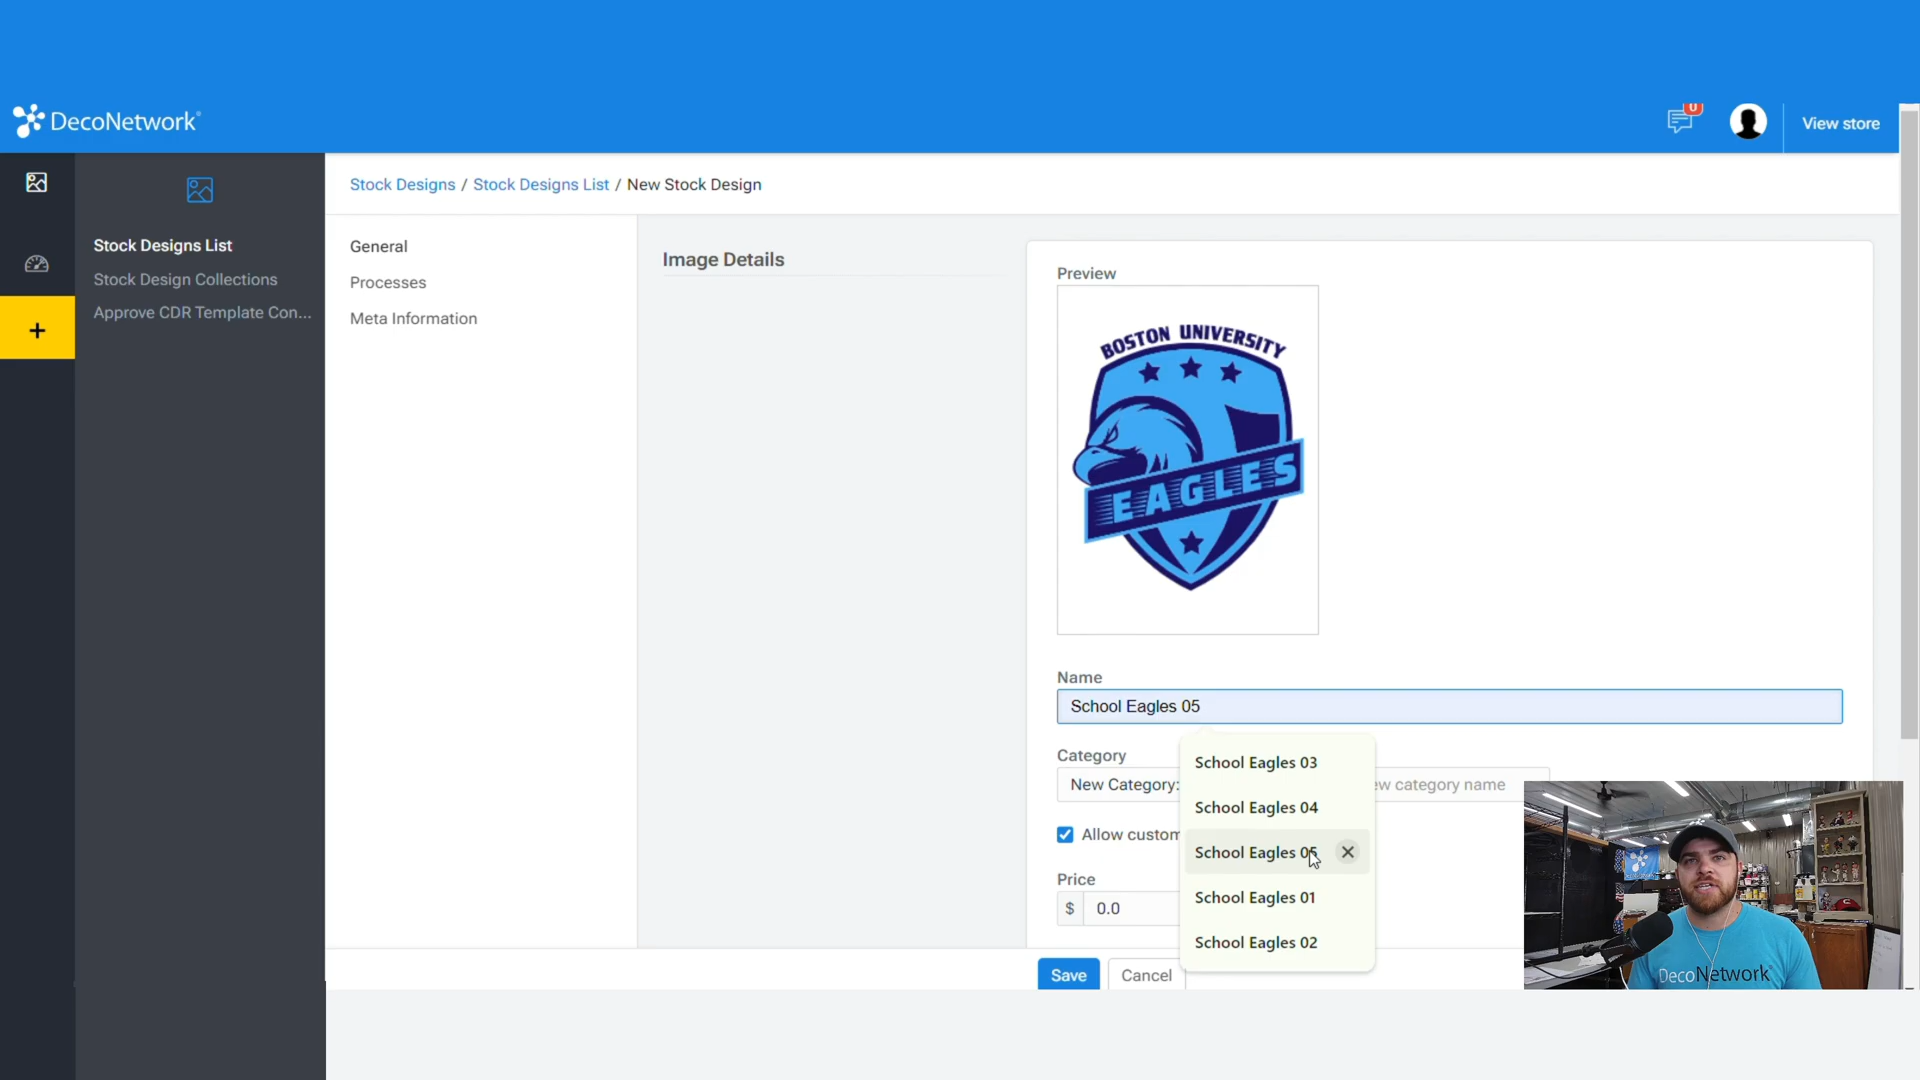 DecoNetwork
0
View store
Stock Designs / Stock Designs List / New Stock Design
Stock Designs List
Stock Design Collections
Approve CDR Template Con...
General
Processes
Meta Information
Image Details
Preview
BOSTON UNIVERSITY
EAGLES
Name
School Eagles 05
Category
New Category:
ew category name
Allow custom
Price
$ 0.0
School Eagles 03
School Eagles 04
School Eagles 05
School Eagles 01
School Eagles 02
Save
Cancel
DecoNetwork